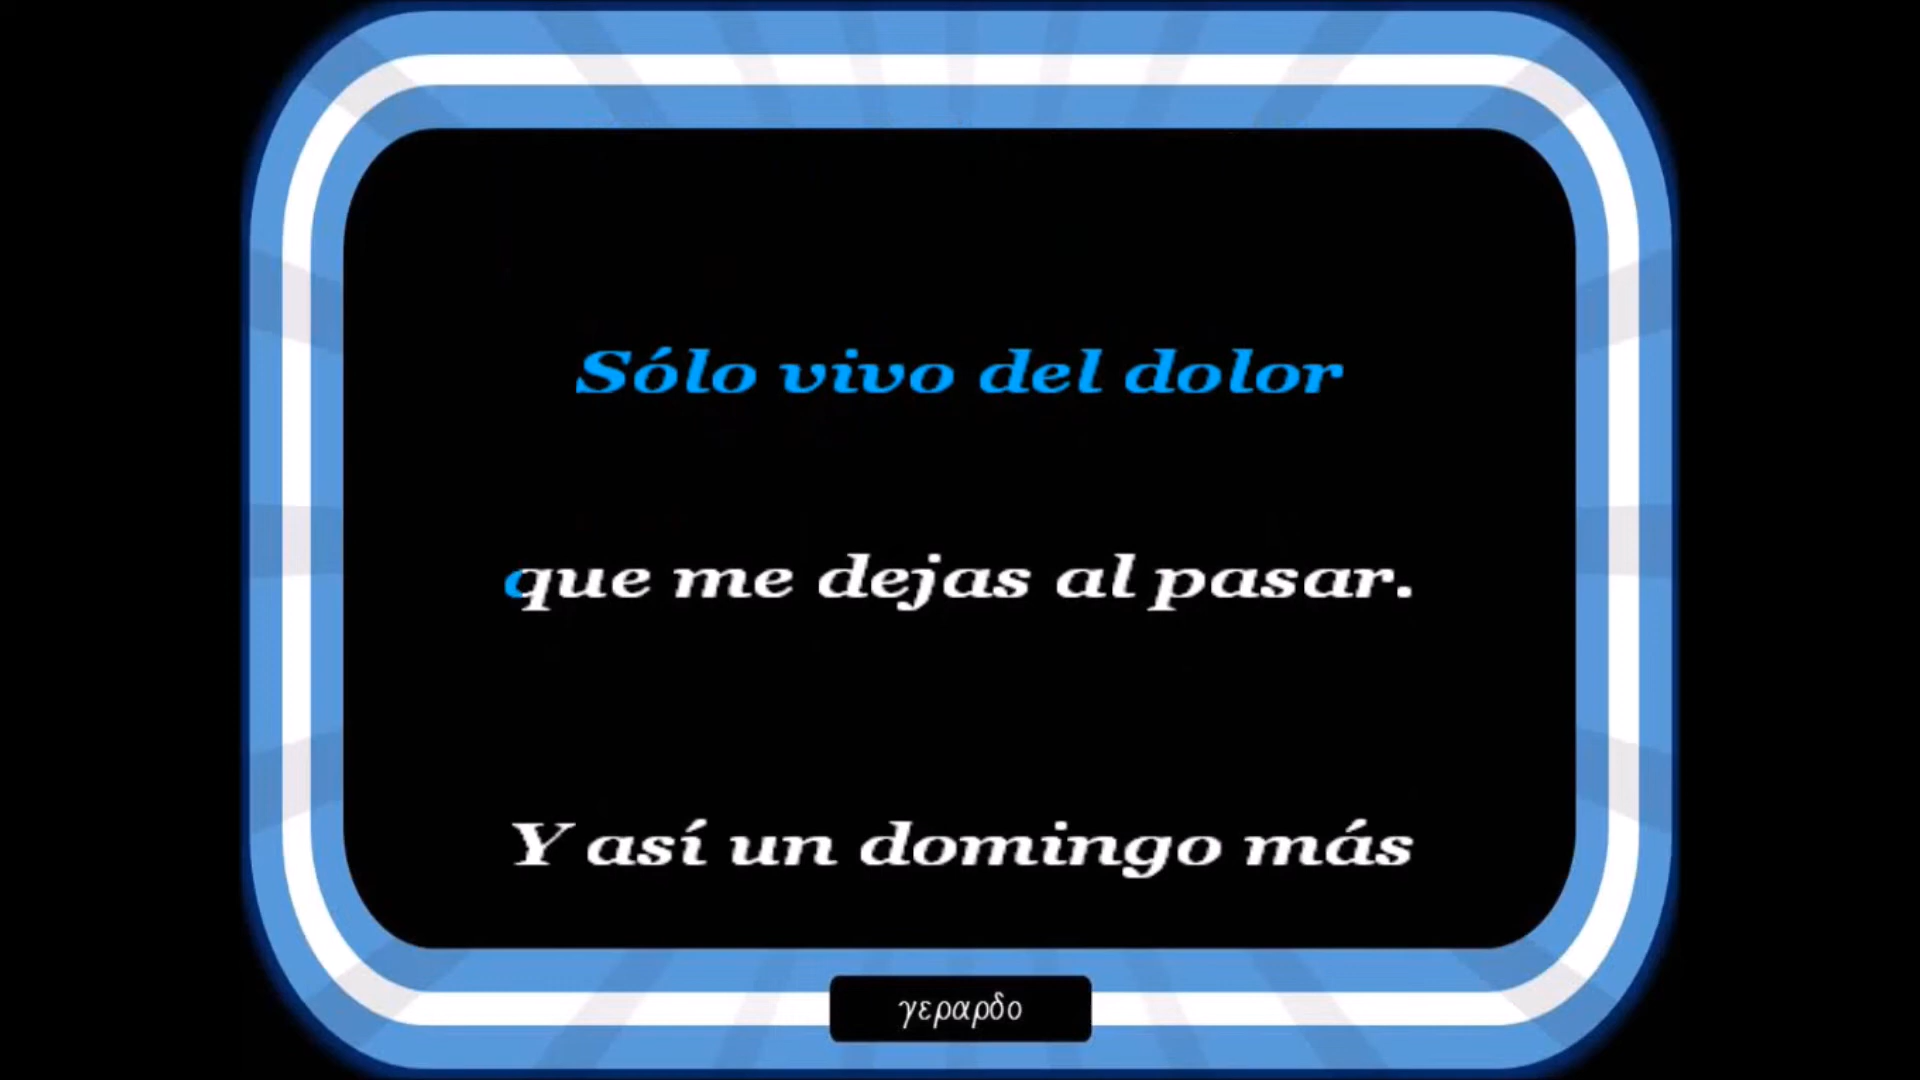 Sólo vivo del dolor
que me dejas al pasar.
Y así un domingo más
γεραρδο